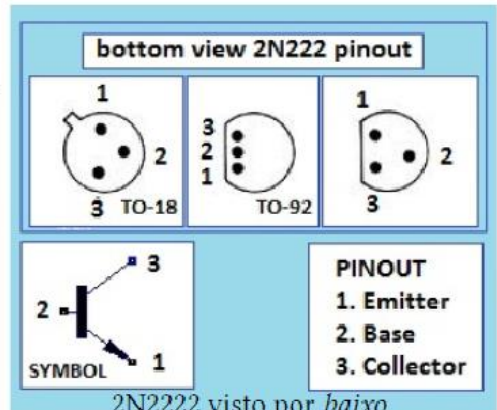 bottom view 2N222 pinout
1
2
3 TO-18
3
2
1
TO-92
1
2
3
3
2
1
SYMBOL
PINOUT
1. Emitter
2. Base
3. Collector
2N2222 visto por baixo